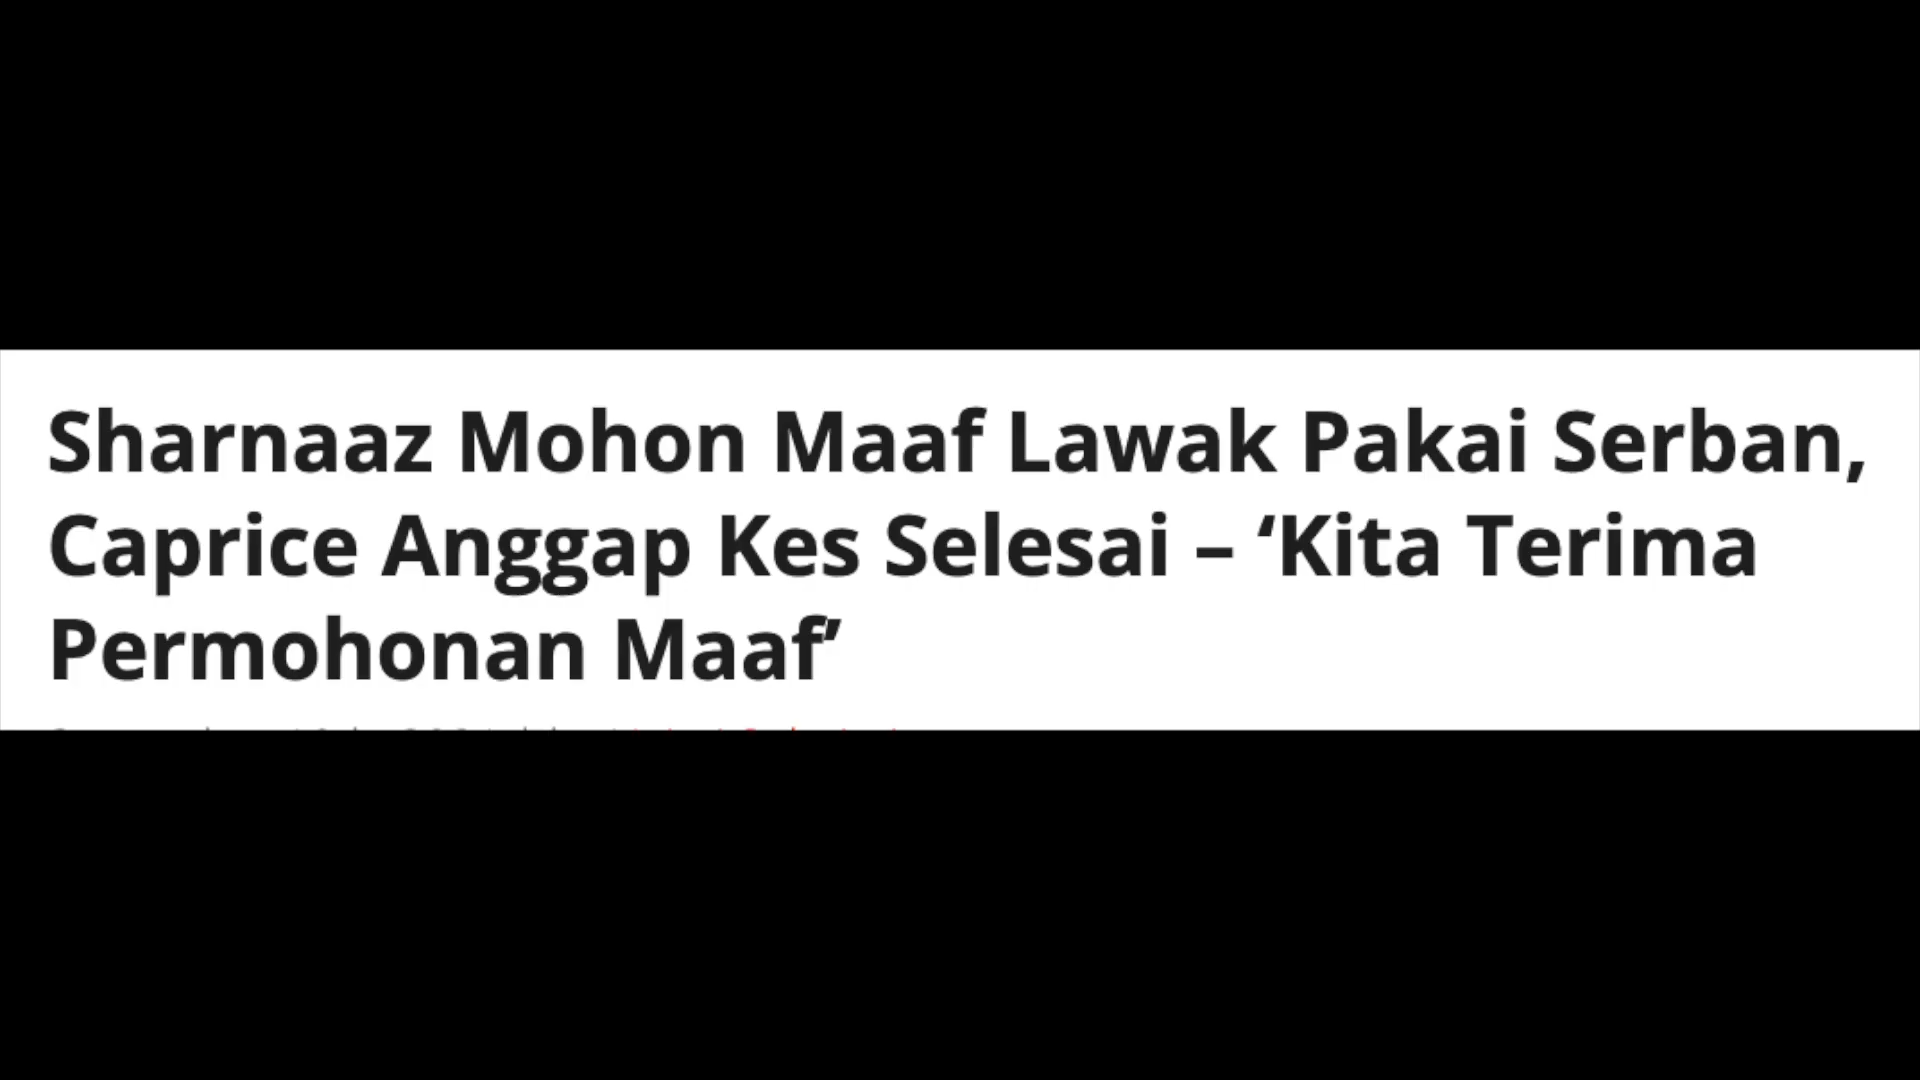 Sharnaaz Mohon Maaf Lawak Pakai Serban,
Caprice Anggap Kes Selesai – ‘Kita Terima
Permohonan Maaf’